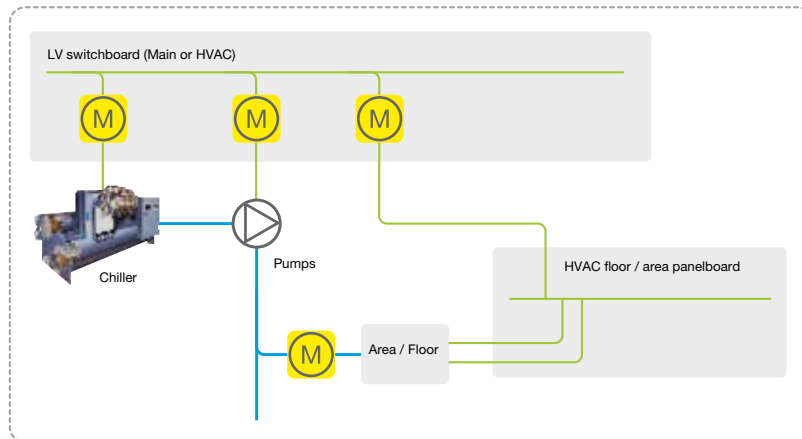 LV switchboard (Main or HVAC)
M
M
M
Chiller
Pumps
HVAC floor / area panelboard
M
Area / Floor